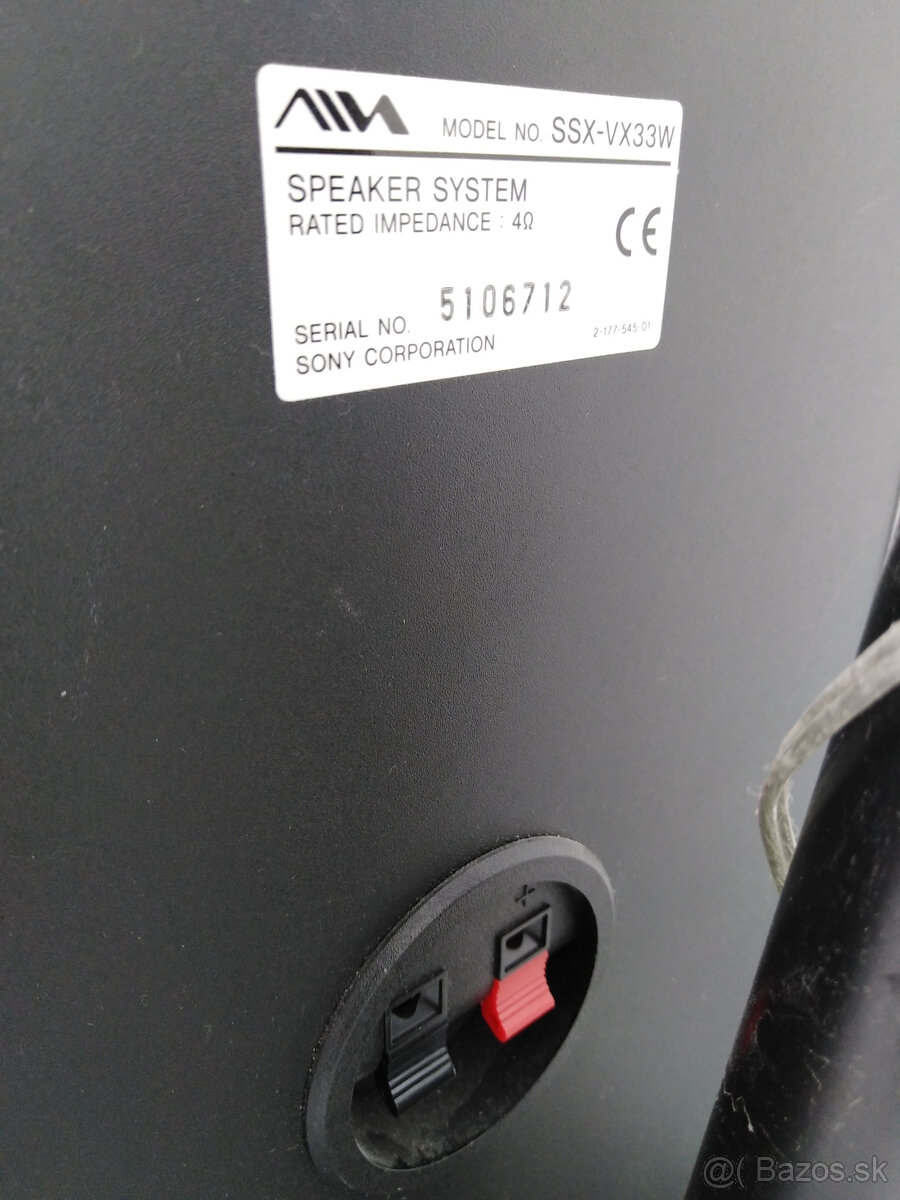 AIWA MODEL NO. SSX-VX33W
SPEAKER SYSTEM
RATED IMPEDANCE : 4Ω
CE
5106712
SERIAL NO.
2-177-545-01
SONY CORPORATION
+
@( Bazos.sk